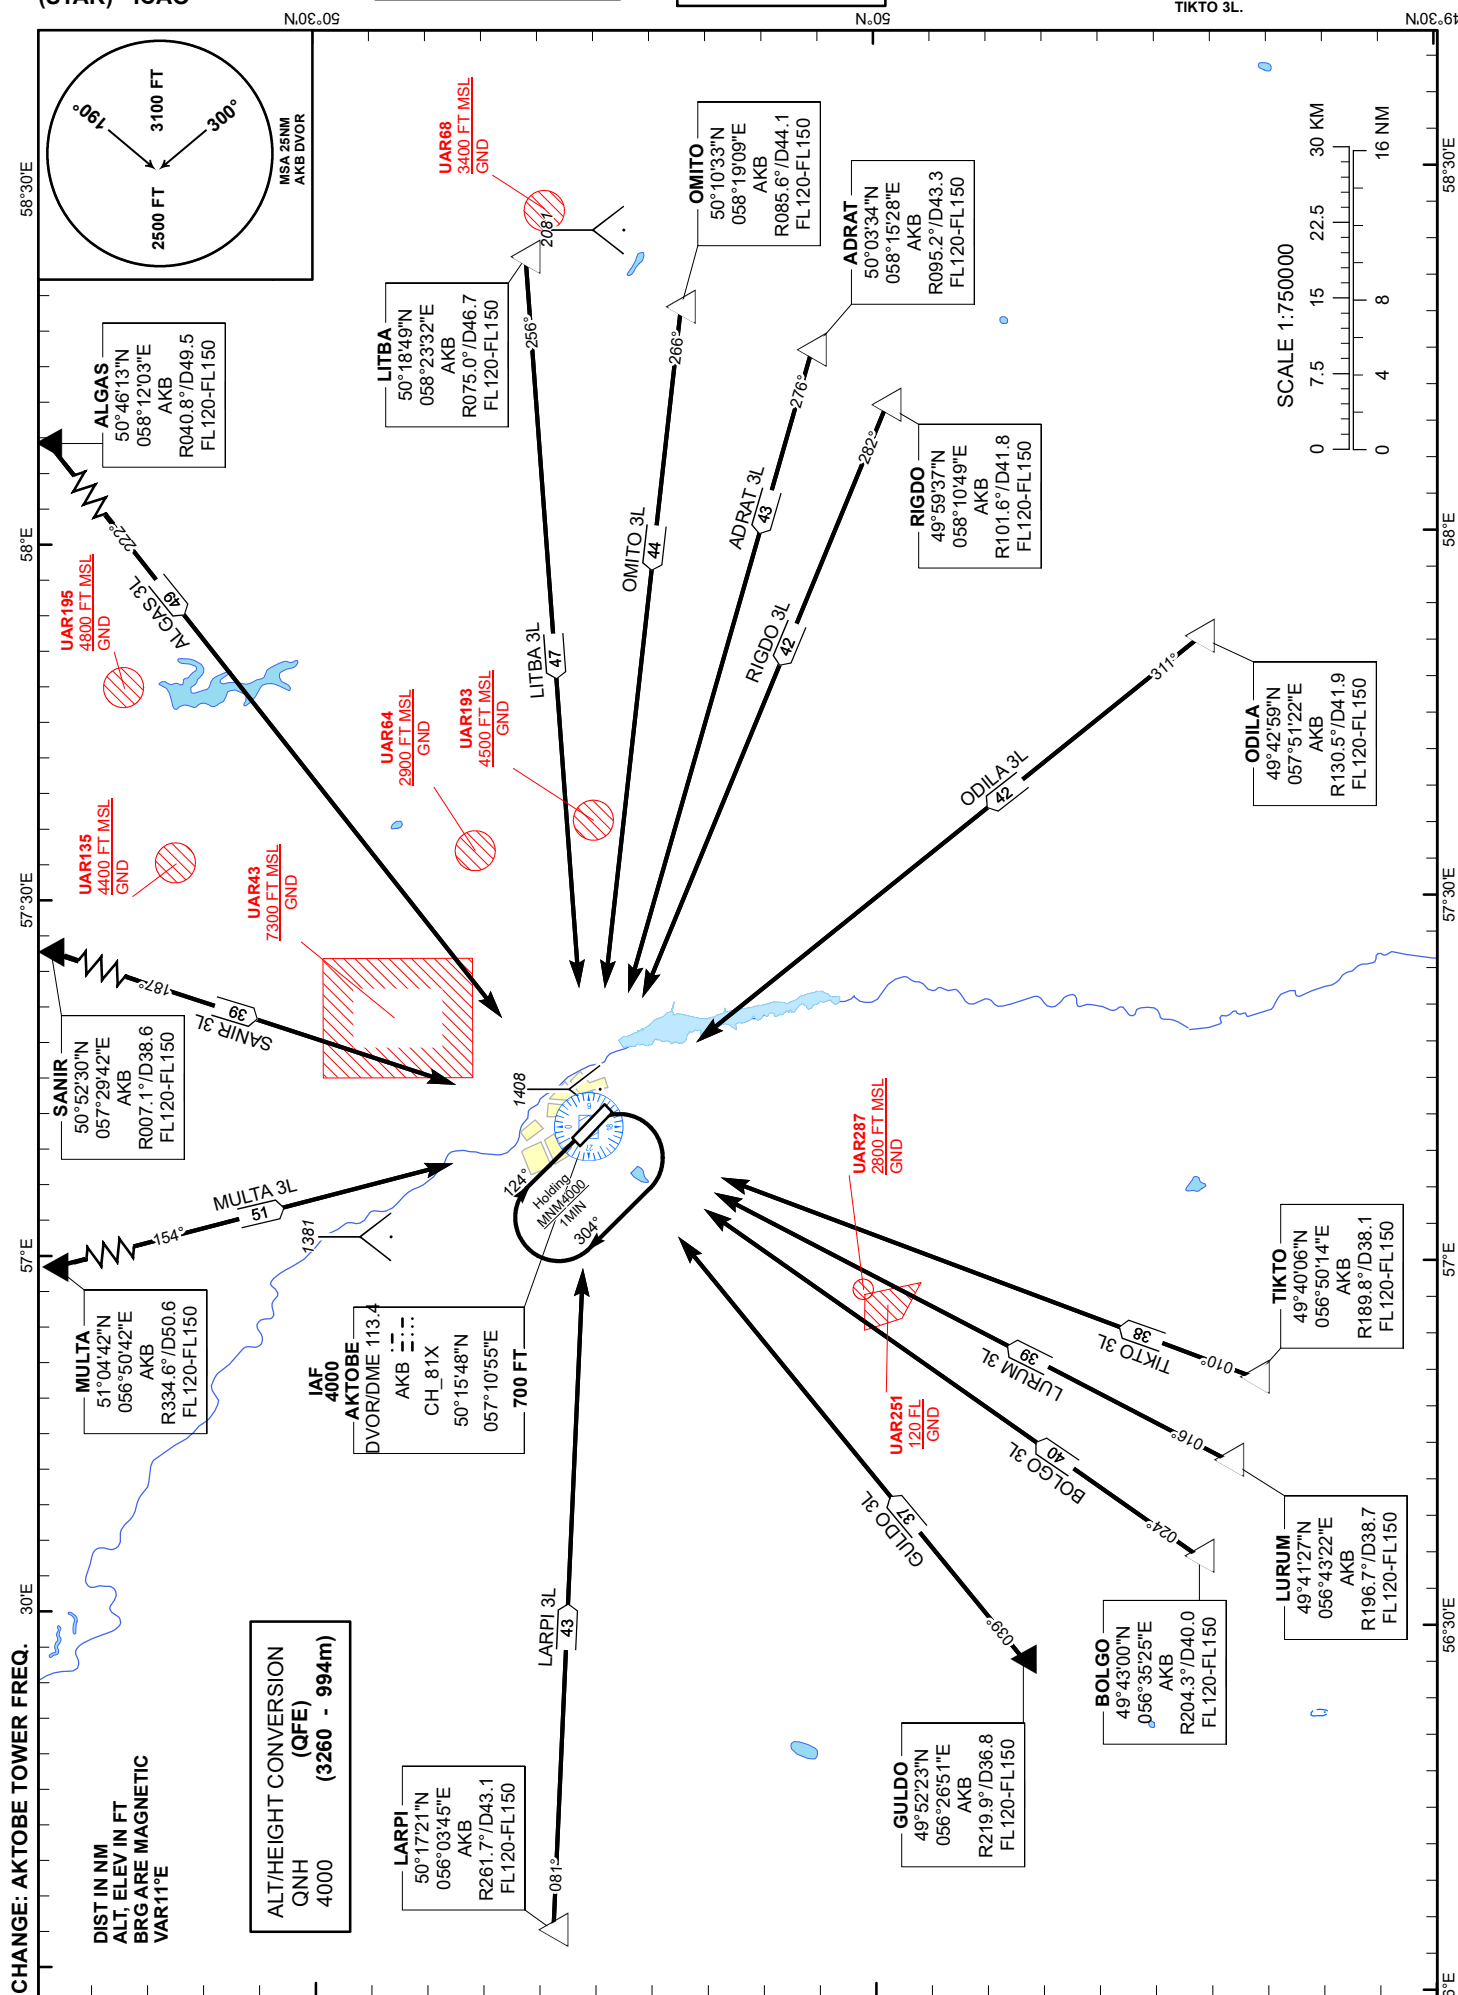 (STAR) - ICAO
TIKTO 3L.
CHANGE: AKTOBE TOWER FREQ.
DIST IN NM
ALT, ELEV IN FT
BRG ARE MAGNETIC
VAR11°E
ALT/HEIGHT CONVERSION
QNH (QFE)
4000 (3260 - 994m)
30'E
57°E
57°30'E
58°E
58°30'E
50°30'N
50°N
49°30'N
6°E
56°30'E
57°E
57°30'E
58°E
58°30'E
190°
2500 FT
3100 FT
300°
MSA 25NM
AKB DVOR
MULTA
51°04'42"N
056°50'42"E
AKB
R334.6°/D50.6
FL120-FL150
154°
MULTA 3L
51
SANIR
50°52'30"N
057°29'42"E
AKB
R007.1°/D38.6
FL120-FL150
187°
SANIR 3L
39
ALGAS
50°46'13"N
058°12'03"E
AKB
R040.8°/D49.5
FL120-FL150
222°
ALGAS 3L
49
LITBA
50°18'49"N
058°23'32"E
AKB
R075.0°/D46.7
FL120-FL150
256°
LITBA 3L
47
OMITO
50°10'33"N
058°19'09"E
AKB
R085.6°/D44.1
FL120-FL150
266°
OMITO 3L
44
ADRAT
50°03'34"N
058°15'28"E
AKB
R095.2°/D43.3
FL120-FL150
276°
ADRAT 3L
43
RIGDO
49°59'37"N
058°10'49"E
AKB
R101.6°/D41.8
FL120-FL150
282°
RIGDO 3L
42
ODILA
49°42'59"N
057°51'22"E
AKB
R130.5°/D41.9
FL120-FL150
311°
ODILA 3L
42
TIKTO
49°40'06"N
056°50'14"E
AKB
R189.8°/D38.1
FL120-FL150
010°
TIKTO 3L
38
LURUM
49°41'27"N
056°43'22"E
AKB
R196.7°/D38.7
FL120-FL150
016°
LURUM 3L
39
BOLGO
49°43'00"N
056°35'25"E
AKB
R204.3°/D40.0
FL120-FL150
024°
BOLGO 3L
40
GULDO
49°52'23"N
056°26'51"E
AKB
R219.9°/D36.8
FL120-FL150
039°
GULDO 3L
37
LARPI
50°17'21"N
056°03'45"E
AKB
R261.7°/D43.1
FL120-FL150
081°
LARPI 3L
43
IAF
4000
AKTOBE
DVOR/DME 113.4
AKB
CH_81X
50°15'48"N
057°10'55"E
700 FT
124°
Holding
MNM4000
1MIN
304°
0
9
18
27
1381
1408
2081
UAR135
4400 FT MSL
GND
UAR195
4800 FT MSL
GND
UAR43
7300 FT MSL
GND
UAR64
2900 FT MSL
GND
UAR193
4500 FT MSL
GND
UAR68
3400 FT MSL
GND
UAR287
2800 FT MSL
GND
UAR251
120 FL
GND
SCALE 1:750000
0 7.5 15 22.5 30 KM
0 4 8 16 NM